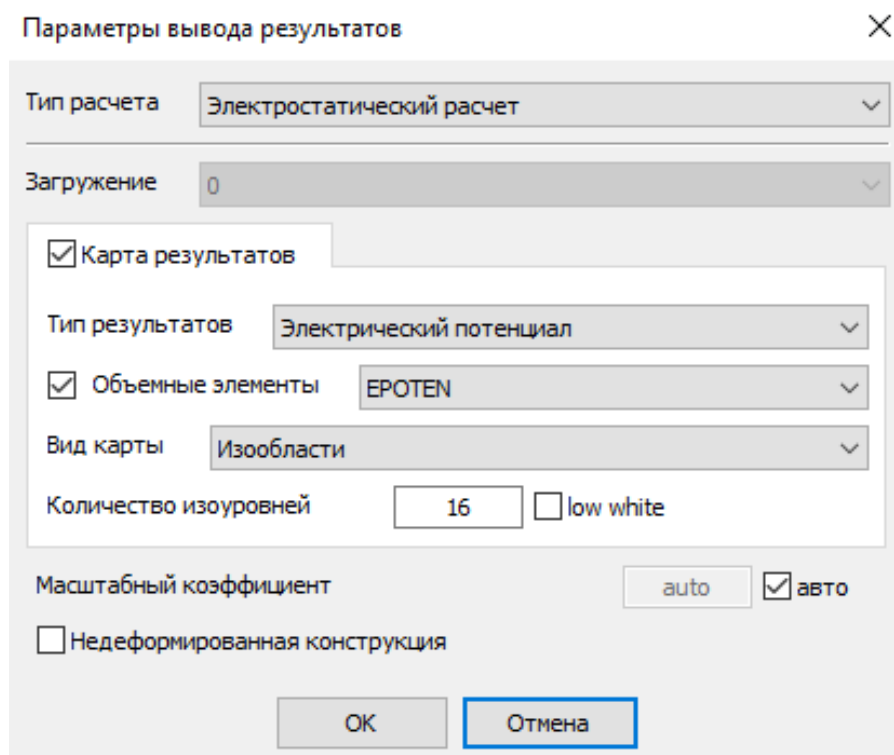 Параметры вывода результатов
Тип расчета Электростатический расчет
Загружение 0
Карта результатов
Тип результатов Электрический потенциал
Объемные элементы EPOTEN
Вид карты Изообласти
Количество изоуровней 16 low white
Масштабный коэффициент auto авто
Недеформированная конструкция
OK Отмена